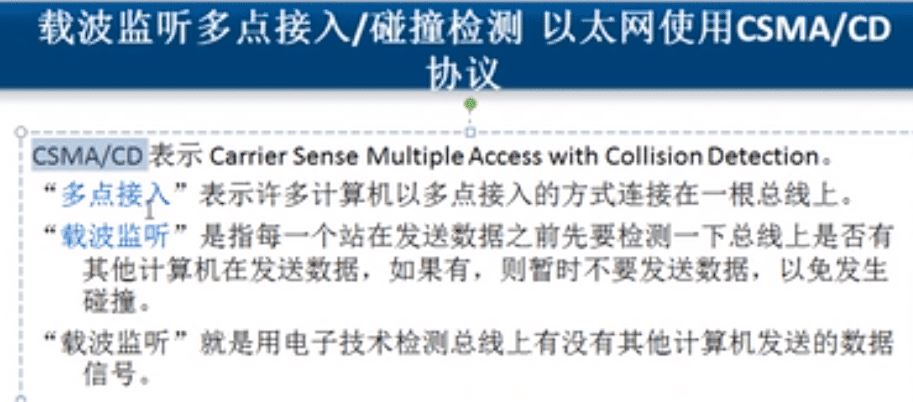 载波监听多点接入/碰撞检测 以太网使用CSMA/CD
协议
CSMA/CD 表示 Carrier Sense Multiple Access with Collision Detection。
“多点接入”表示许多计算机以多点接入的方式连接在一根总线上。
“载波监听”是指每一个站在发送数据之前先要检测一下总线上是否有
其他计算机在发送数据，如果有，则暂时不要发送数据，以免发生
碰撞。
“载波监听”就是用电子技术检测总线上有没有其他计算机发送的数据
信号。